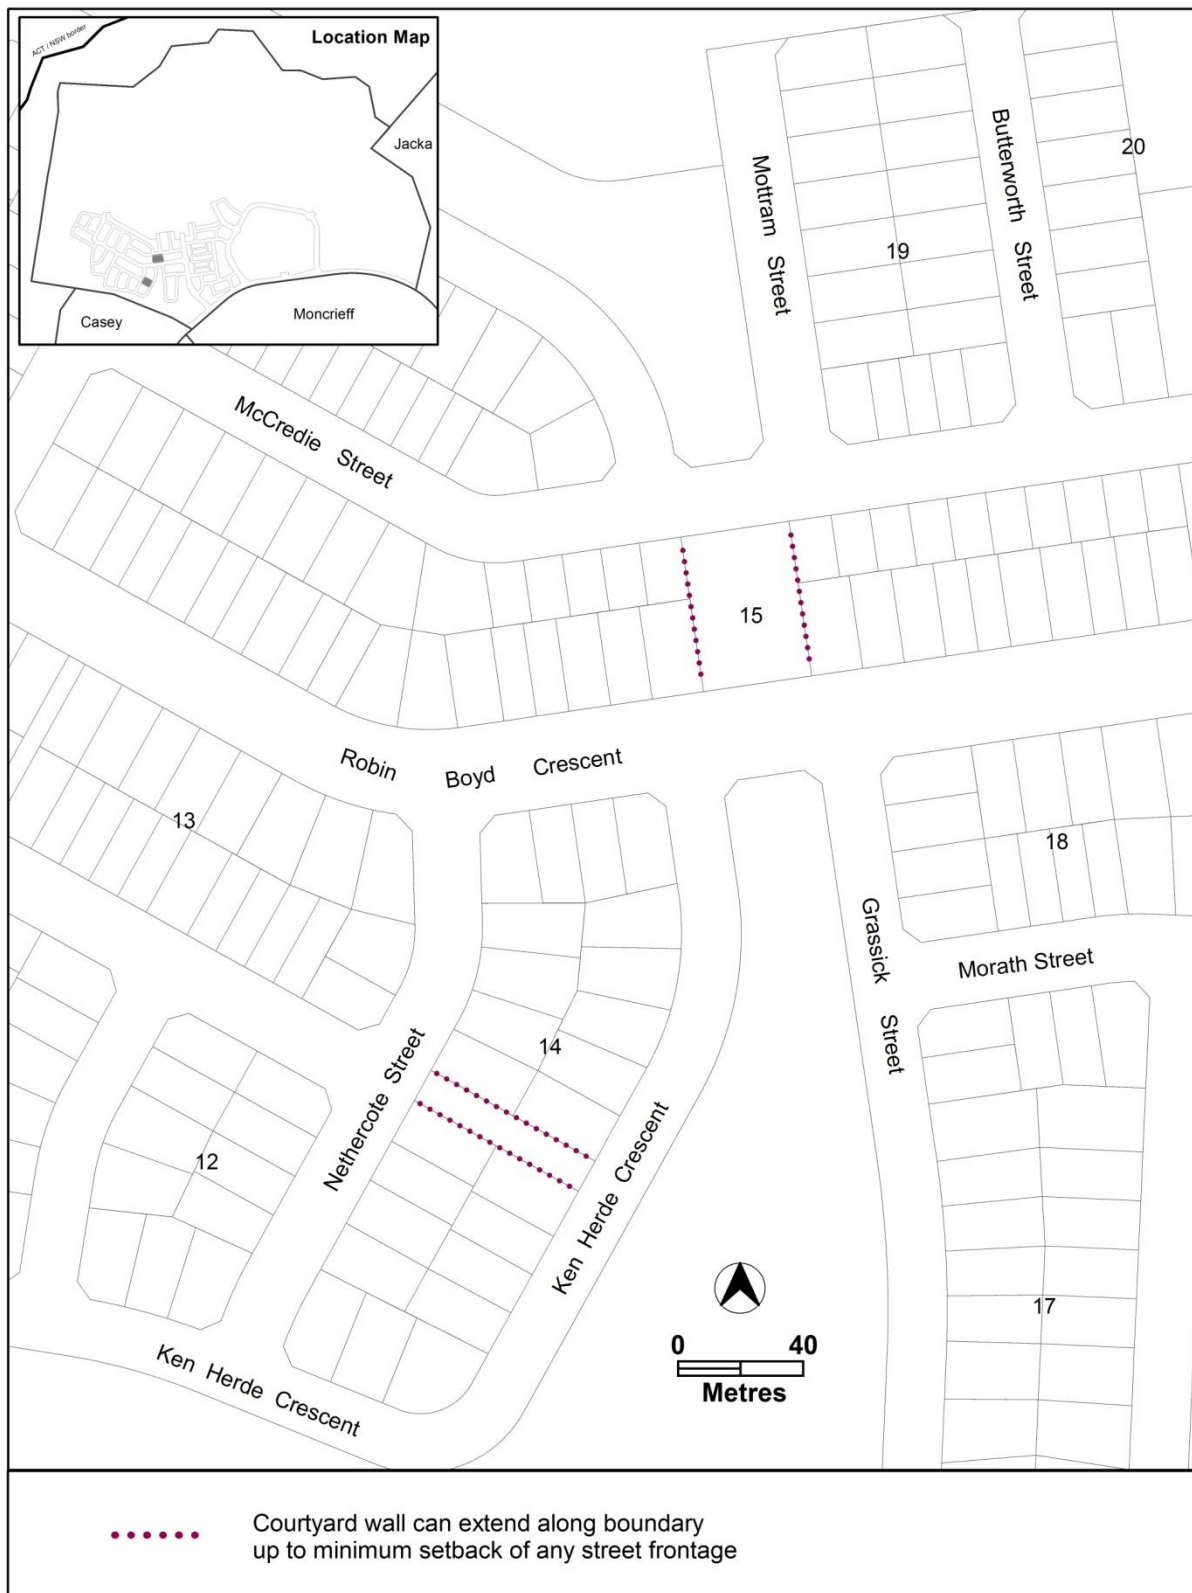 ACT / NSW border
Location Map
Jacka
Casey
Moncrieff
Mottram Street
Butterworth Street
20
19
McCredie Street
15
Robin Boyd Crescent
13
18
Grassick Street
Morath Street
14
Nethercote Street
12
Ken Herde Crescent
17
Ken Herde Crescent
0 40
Metres
Courtyard wall can extend along boundary
up to minimum setback of any street frontage